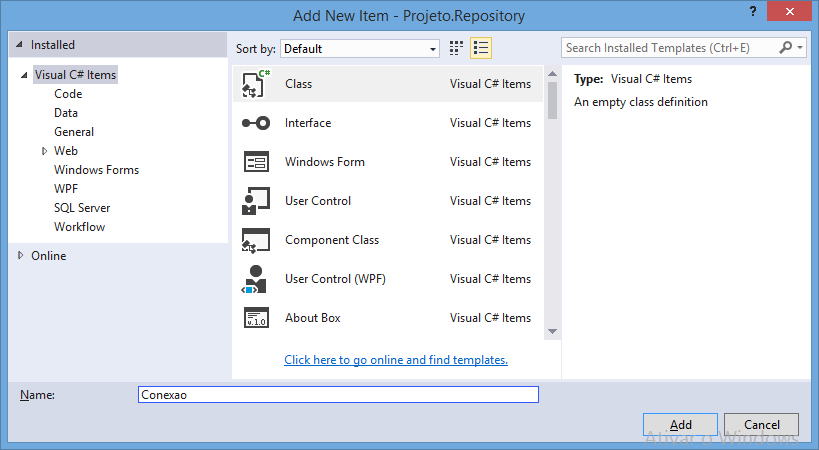 Add New Item - Projeto.Repository
?
Installed
Sort by: Default
Search Installed Templates (Ctrl+E)
Visual C# Items
Code
Data
General
Web
Windows Forms
WPF
SQL Server
Workflow
Online
C# Class Visual C# Items
Interface Visual C# Items
Windows Form Visual C# Items
User Control Visual C# Items
Component Class Visual C# Items
User Control (WPF) Visual C# Items
v.1.0 About Box Visual C# Items
Click here to go online and find templates.
Type: Visual C# Items
An empty class definition
Name: Conexao
Add Cancel